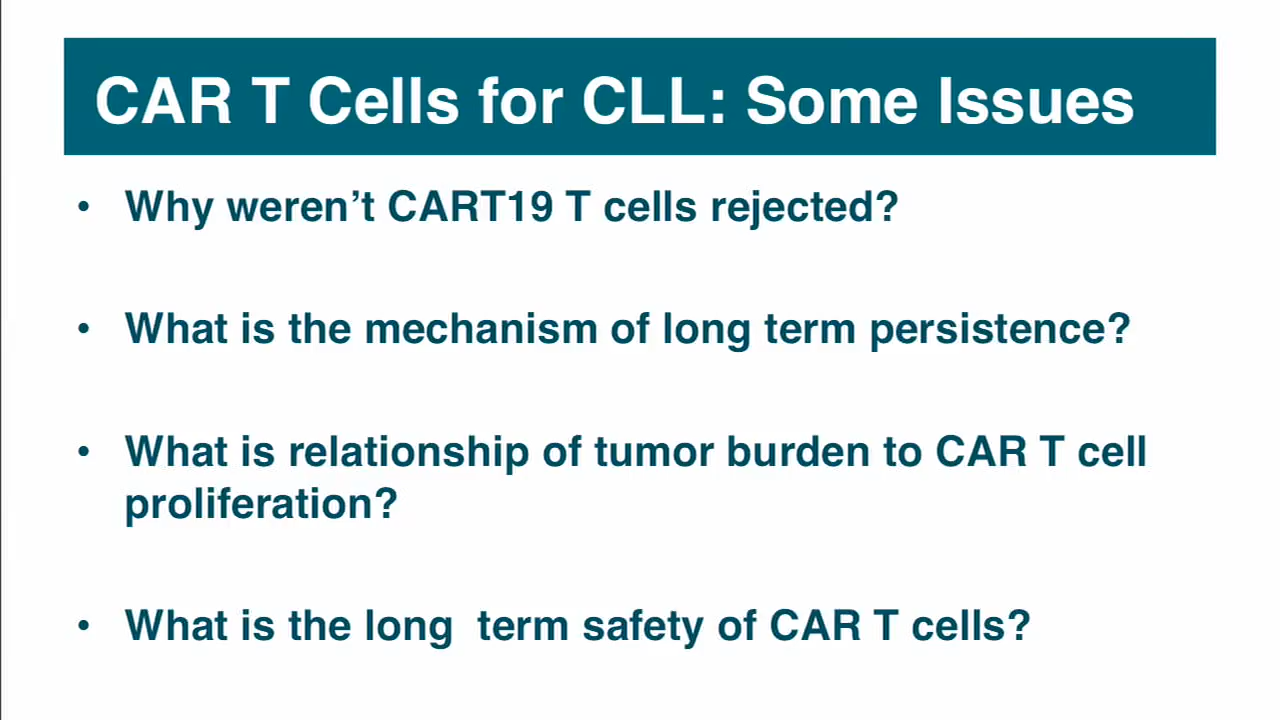 CAR T Cells for CLL: Some Issues
• Why weren’t CART19 T cells rejected?
• What is the mechanism of long term persistence?
• What is relationship of tumor burden to CAR T cell
proliferation?
• What is the long  term safety of CAR T cells?